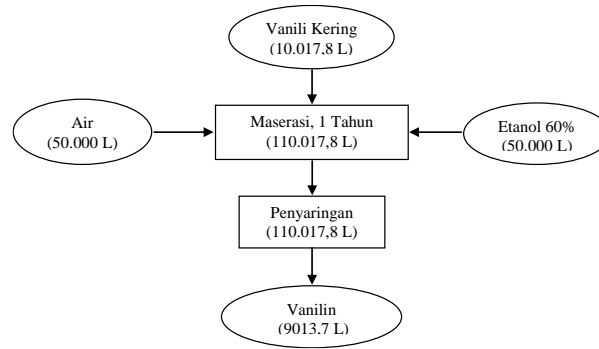 Vanili Kering
(10.017,8 L)
Air
(50.000 L)
Maserasi, 1 Tahun
(110.017,8 L)
Etanol 60%
(50.000 L)
Penyaringan
(110.017,8 L)
Vanilin
(9013,7 L)